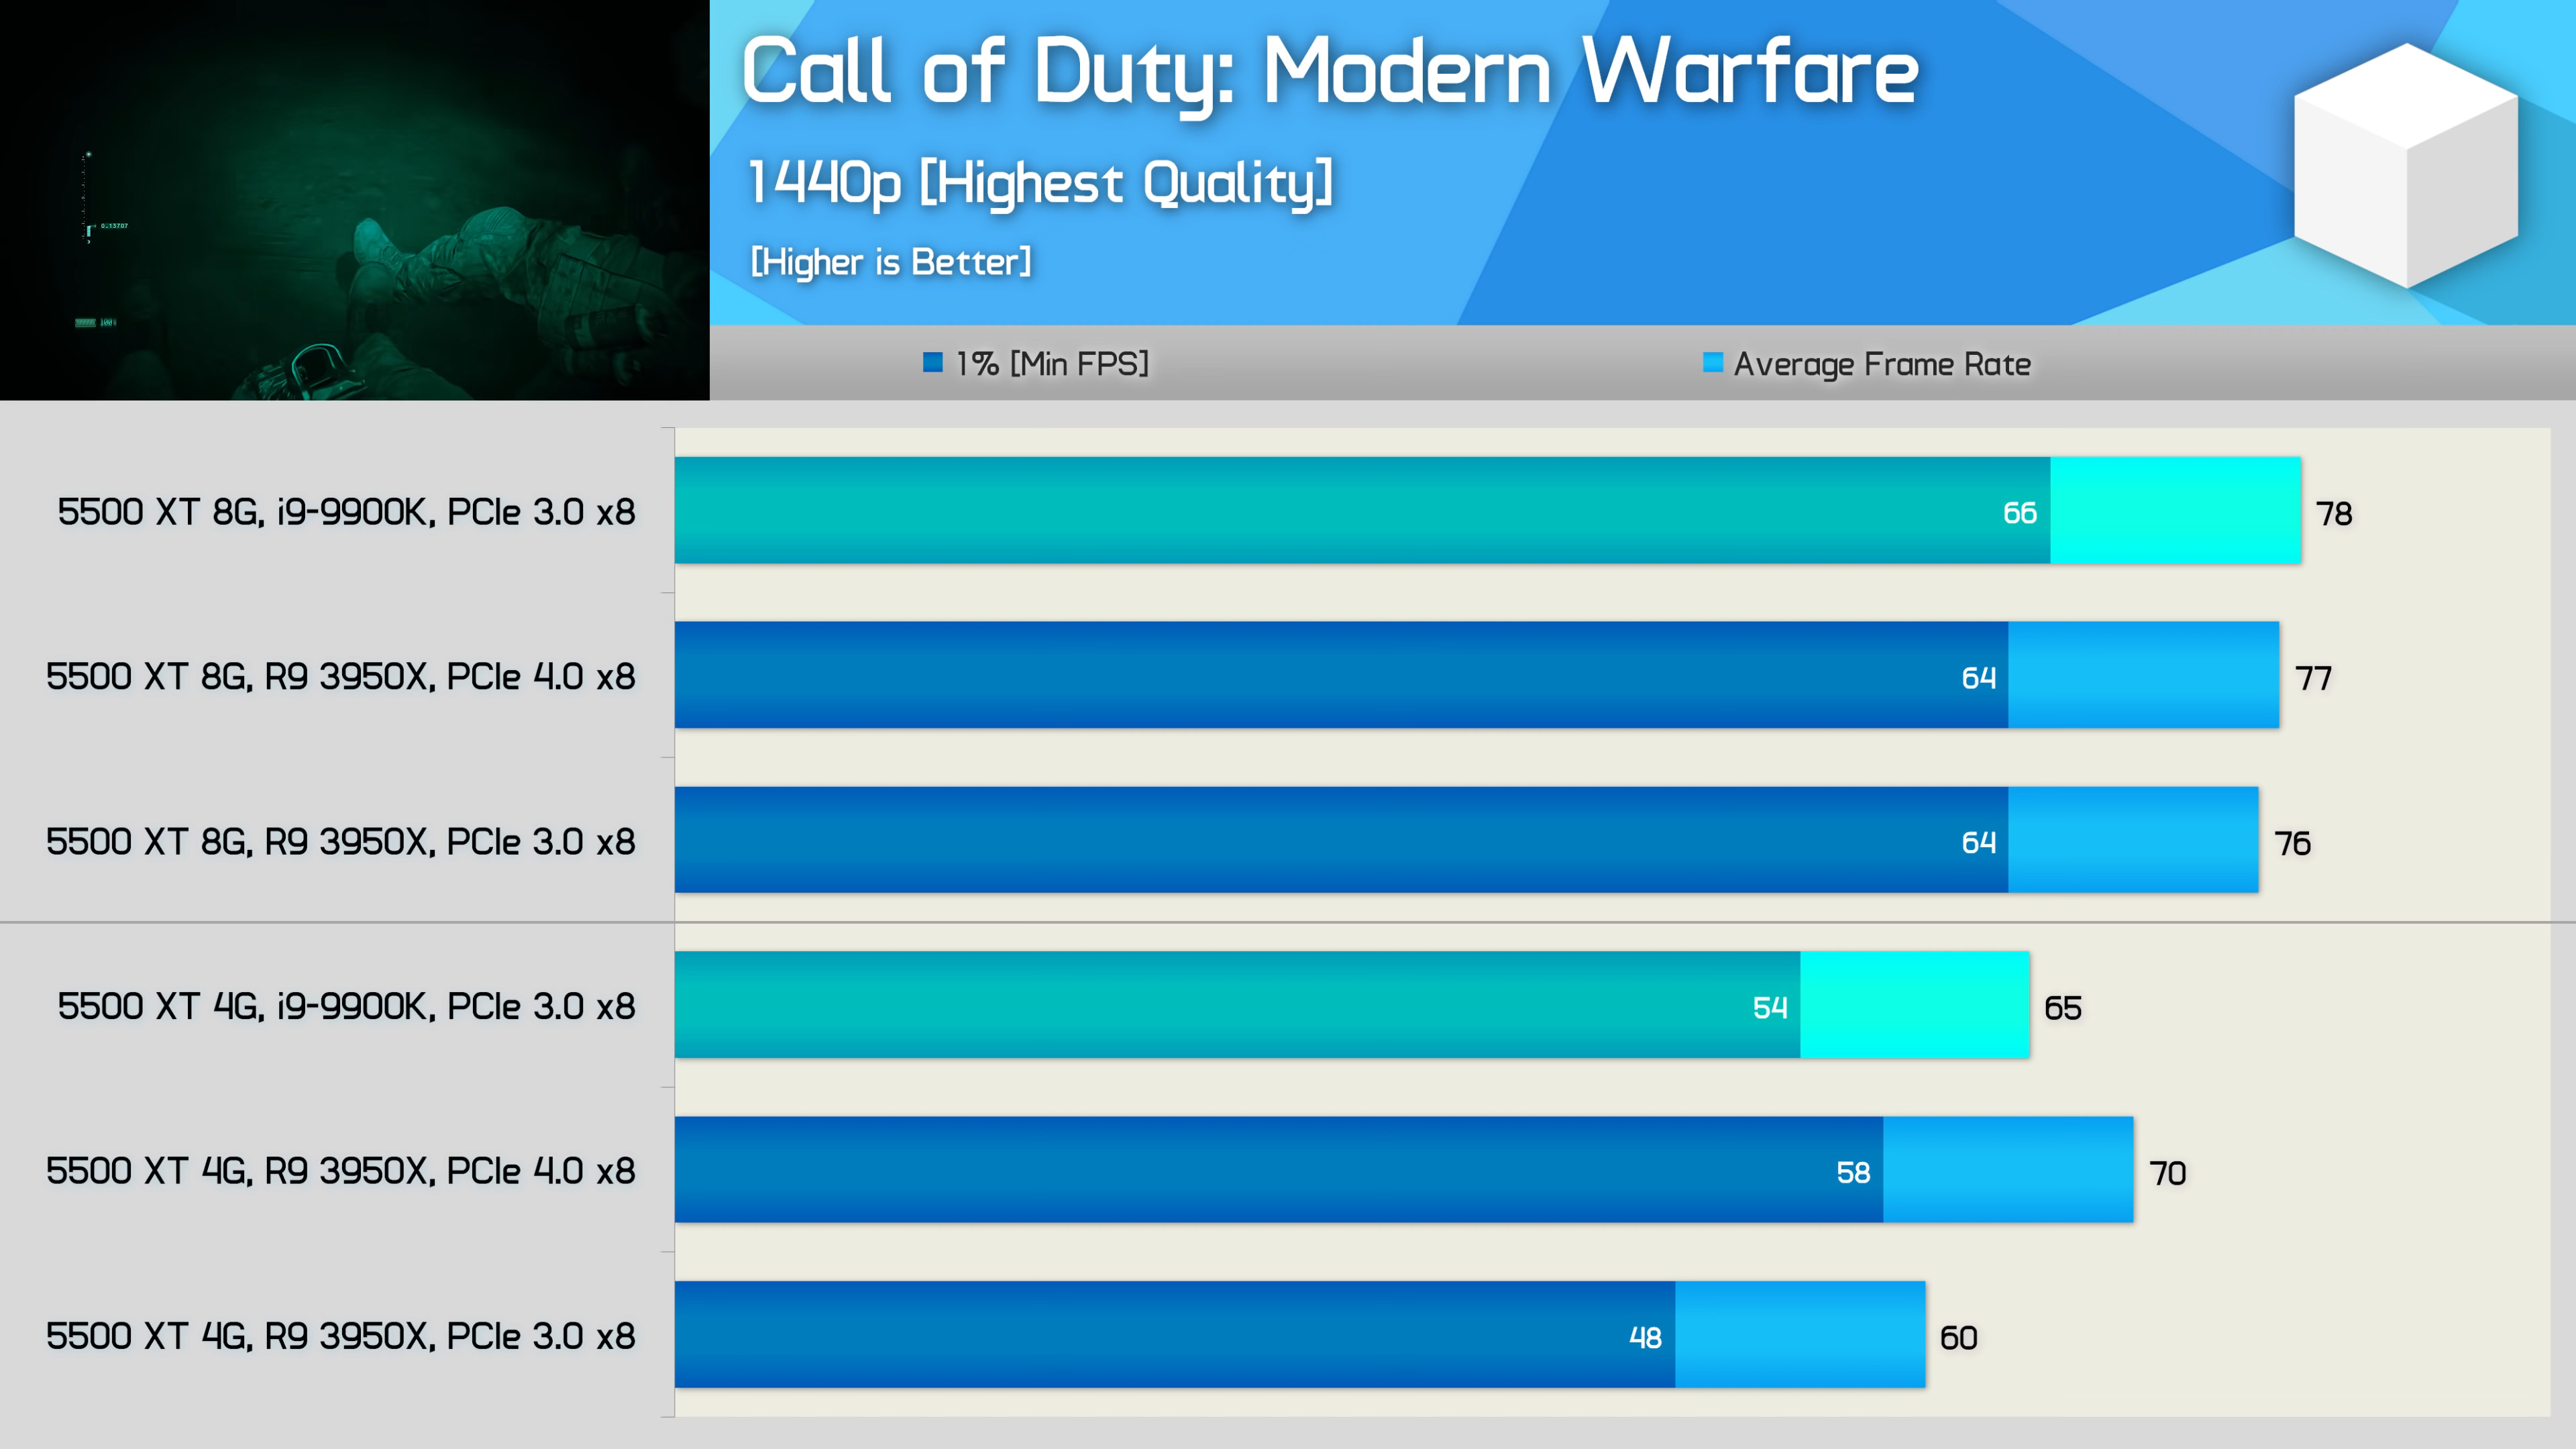 Call of Duty: Modern Warfare
1440p [Highest Quality]
[Higher is Better]
1% [Min FPS]
Average Frame Rate
5500 XT 8G, i9-9900K, PCIe 3.0 x8
66
78
5500 XT 8G, R9 3950X, PCIe 4.0 x8
64
77
5500 XT 8G, R9 3950X, PCIe 3.0 x8
64
76
5500 XT 4G, i9-9900K, PCIe 3.0 x8
54
65
5500 XT 4G, R9 3950X, PCIe 4.0 x8
58
70
5500 XT 4G, R9 3950X, PCIe 3.0 x8
48
60